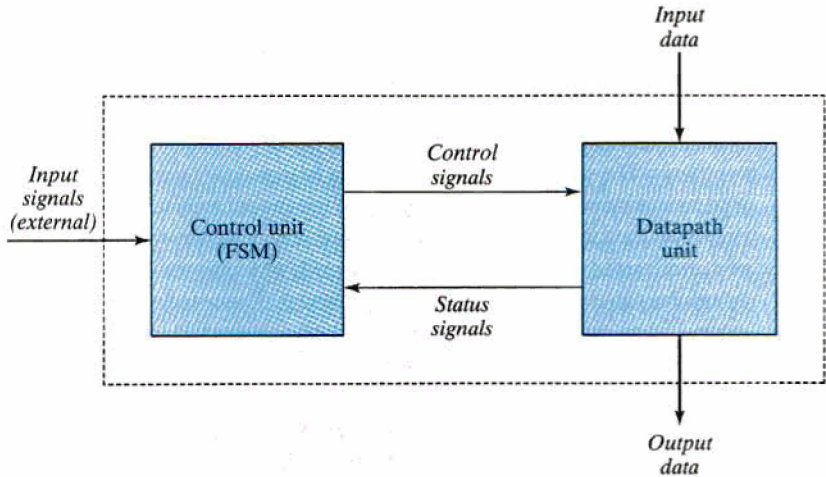 Input
data
Input
signals
(external)
Control unit
(FSM)
Control
signals
Datapath
unit
Status
signals
Output
data